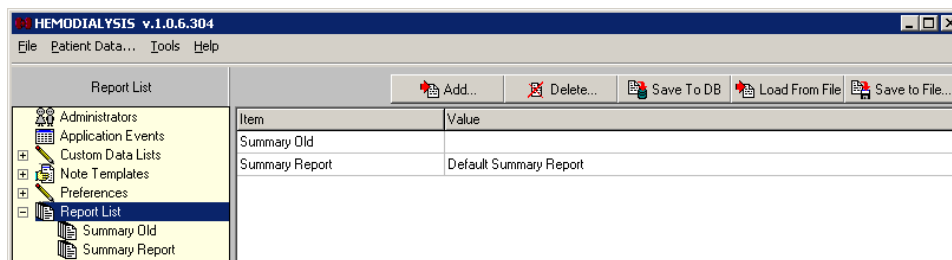 HEMODIALYSIS v.1.0.6.304
File Patient Data... Tools Help
Report List
Add... Delete... Save To DB Load From File Save to File...
Administrators
Application Events
Custom Data Lists
Note Templates
Preferences
Report List
Summary Old
Summary Report
Item Value
Summary Old
Summary Report Default Summary Report